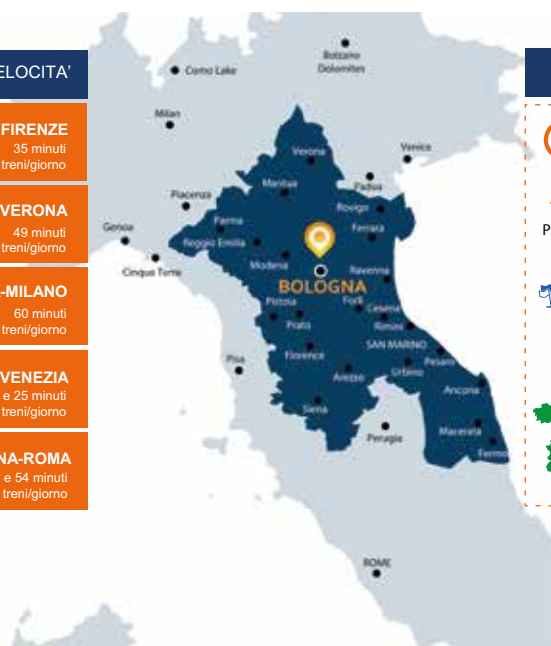 ELOCITA'
FIRENZE
35 minuti
treni/giorno
VERONA
49 minuti
treni/giorno
-MILANO
60 minuti
treni/giorno
VENEZIA
e 25 minuti
treni/giorno
NA-ROMA
e 54 minuti
treni/giorno
Bolzano
Dolomites
Como Lake
Milan
Verona
Venice
Mantua
Padua
Piacenza
Rovigo
Parma
Ferrara
Genoa
Reggio Emilia
Cinque Terre
Modena
Ravenna
BOLOGNA
Pistoia
Forlì
Cesena
Prato
Rimini
SAN MARINO
Florence
Pesaro
Pisa
Urbino
Arezzo
Ancona
Siena
Perugia
Macerata
Fermo
ROME
P